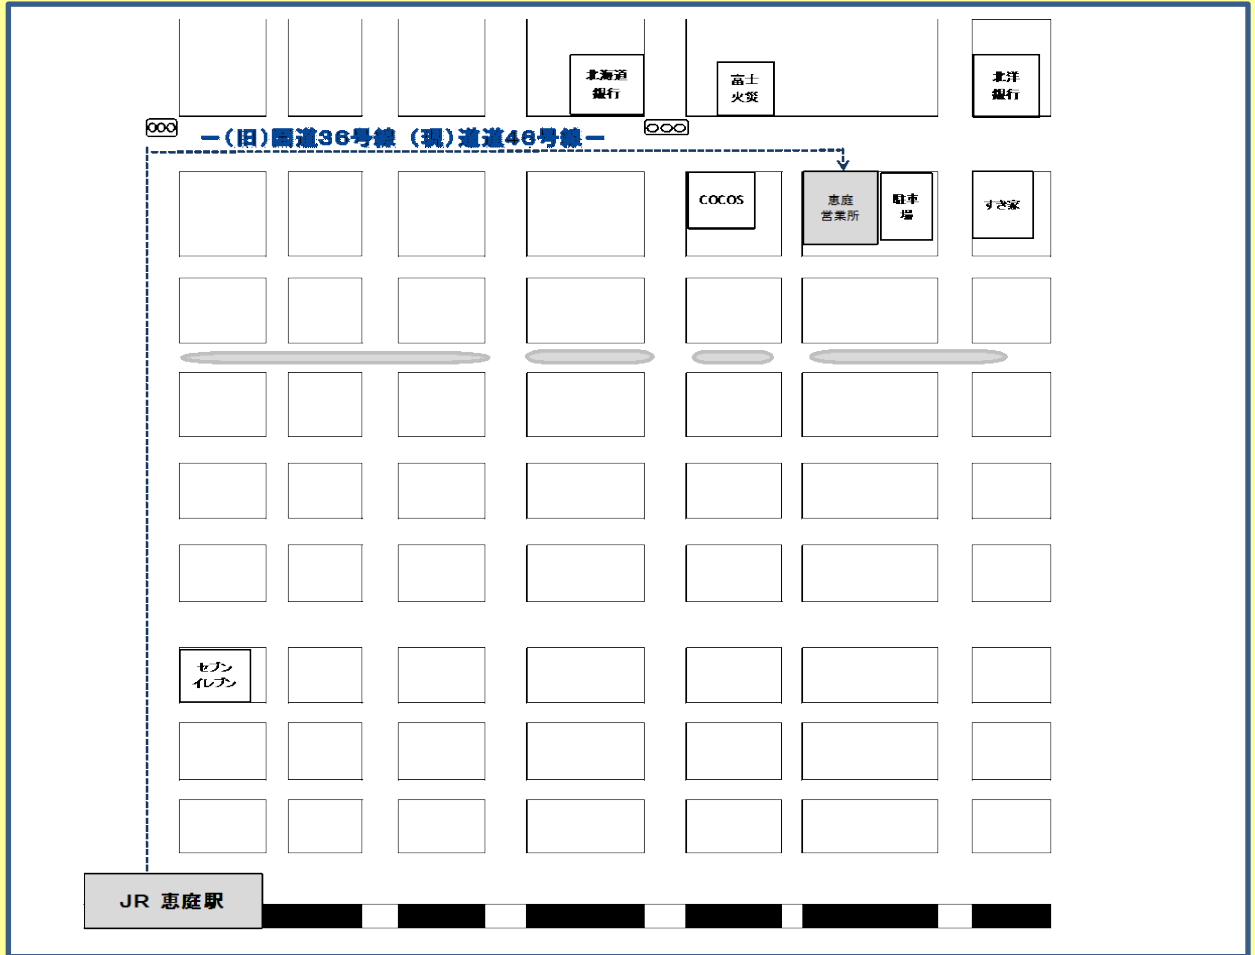 北海道
銀行
富士
火災
北洋
銀行
ー(旧)国道36号線 (現)道道46号線ー
COCOS
恵庭
営業所
駐車
場
すき家
セブン
イレブン
JR 恵庭駅